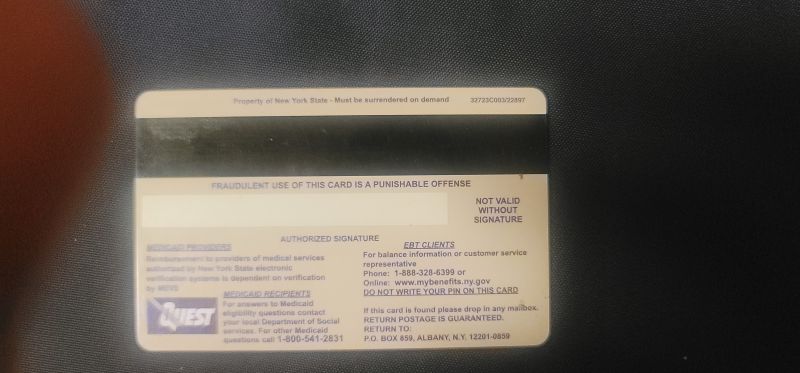 Property of New York State - Must be surrendered on demand 32723C003/22897
FRAUDULENT USE OF THIS CARD IS A PUNISHABLE OFFENSE
NOT VALID
WITHOUT
SIGNATURE
AUTHORIZED SIGNATURE
MEDICAID PROVIDERS
Reimbursement to providers of medical services
authorized by New York State electronic
verification systems is dependent on verification
by MEVS
QUEST
MEDICAID RECIPIENTS
For answers to Medicaid
eligibility questions contact
your local Department of Social
services. For other Medicaid
questions call 1-800-541-2831
EBT CLIENTS
For balance information or customer service
representative
Phone: 1-888-328-6399 or
Online: www.mybenefits.ny.gov
DO NOT WRITE YOUR PIN ON THIS CARD
If this card is found please drop in any mailbox.
RETURN POSTAGE IS GUARANTEED.
RETURN TO:
P.O. BOX 859, ALBANY, N.Y. 12201-0859